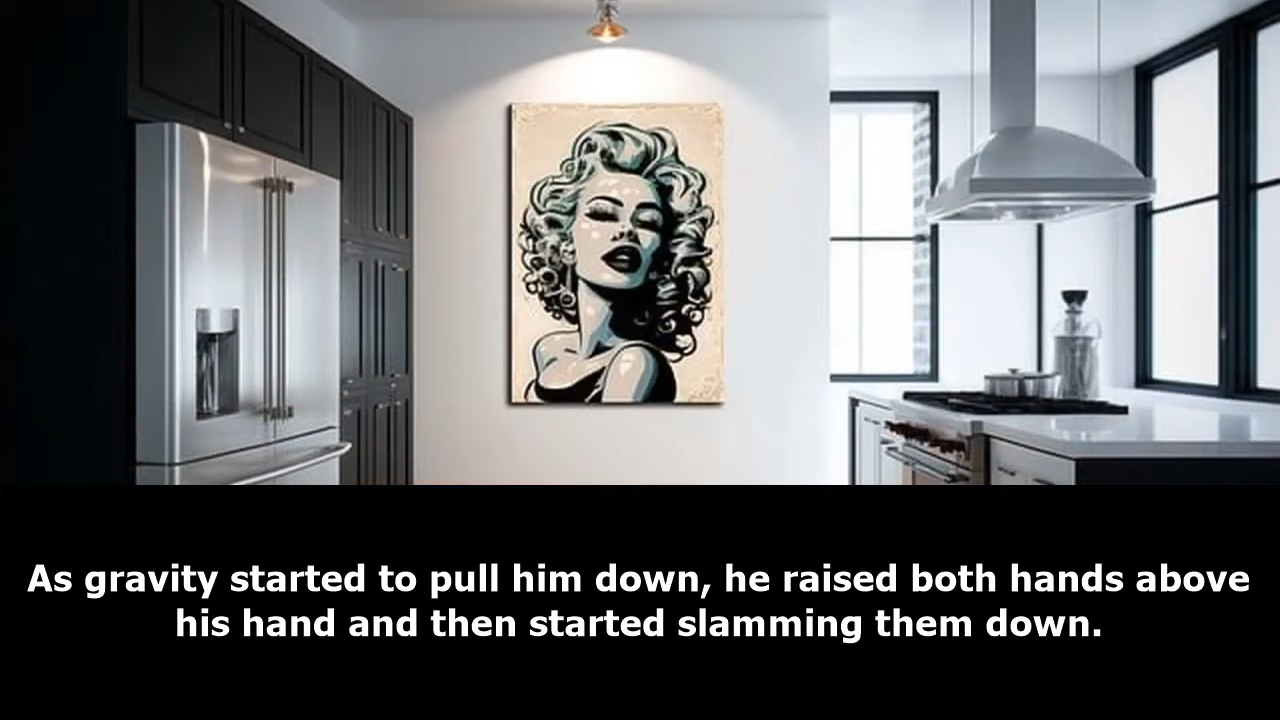 As gravity started to pull him down, he raised both hands above
his hand and then started slamming them down.